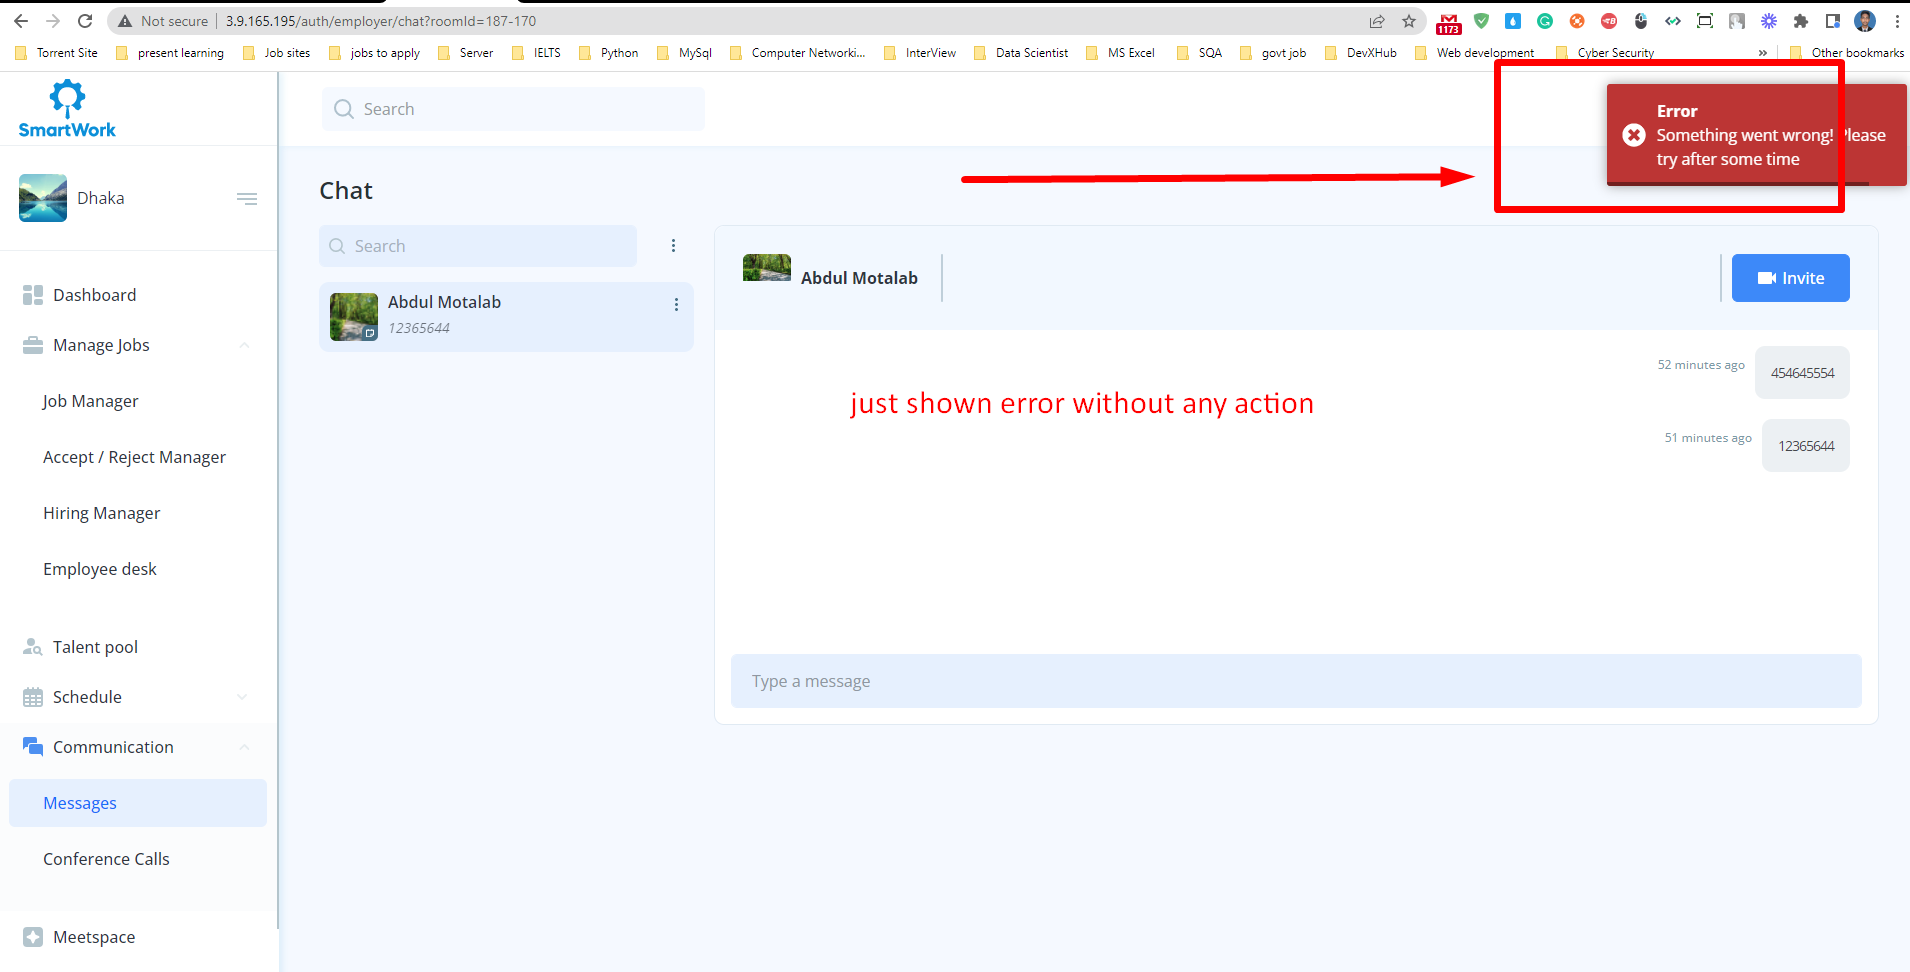 Not secure | 3.9.165.195/auth/employer/chat?roomId=187-170
1173
Torrent Site present learning Job sites jobs to apply Server IELTS Python MySql Computer Networki... InterView Data Scientist MS Excel SQA govt job DevXHub Web development Cyber Security » Other bookmarks
SmartWork
Search
Error
Something went wrong! Please
try after some time
Dhaka
Chat
Search
Abdul Motalab
12365644
Abdul Motalab
Invite
Dashboard
Manage Jobs
Job Manager
Accept / Reject Manager
Hiring Manager
Employee desk
Talent pool
Schedule
Communication
Messages
Conference Calls
Meetspace
52 minutes ago 454645554
just shown error without any action
51 minutes ago 12365644
Type a message